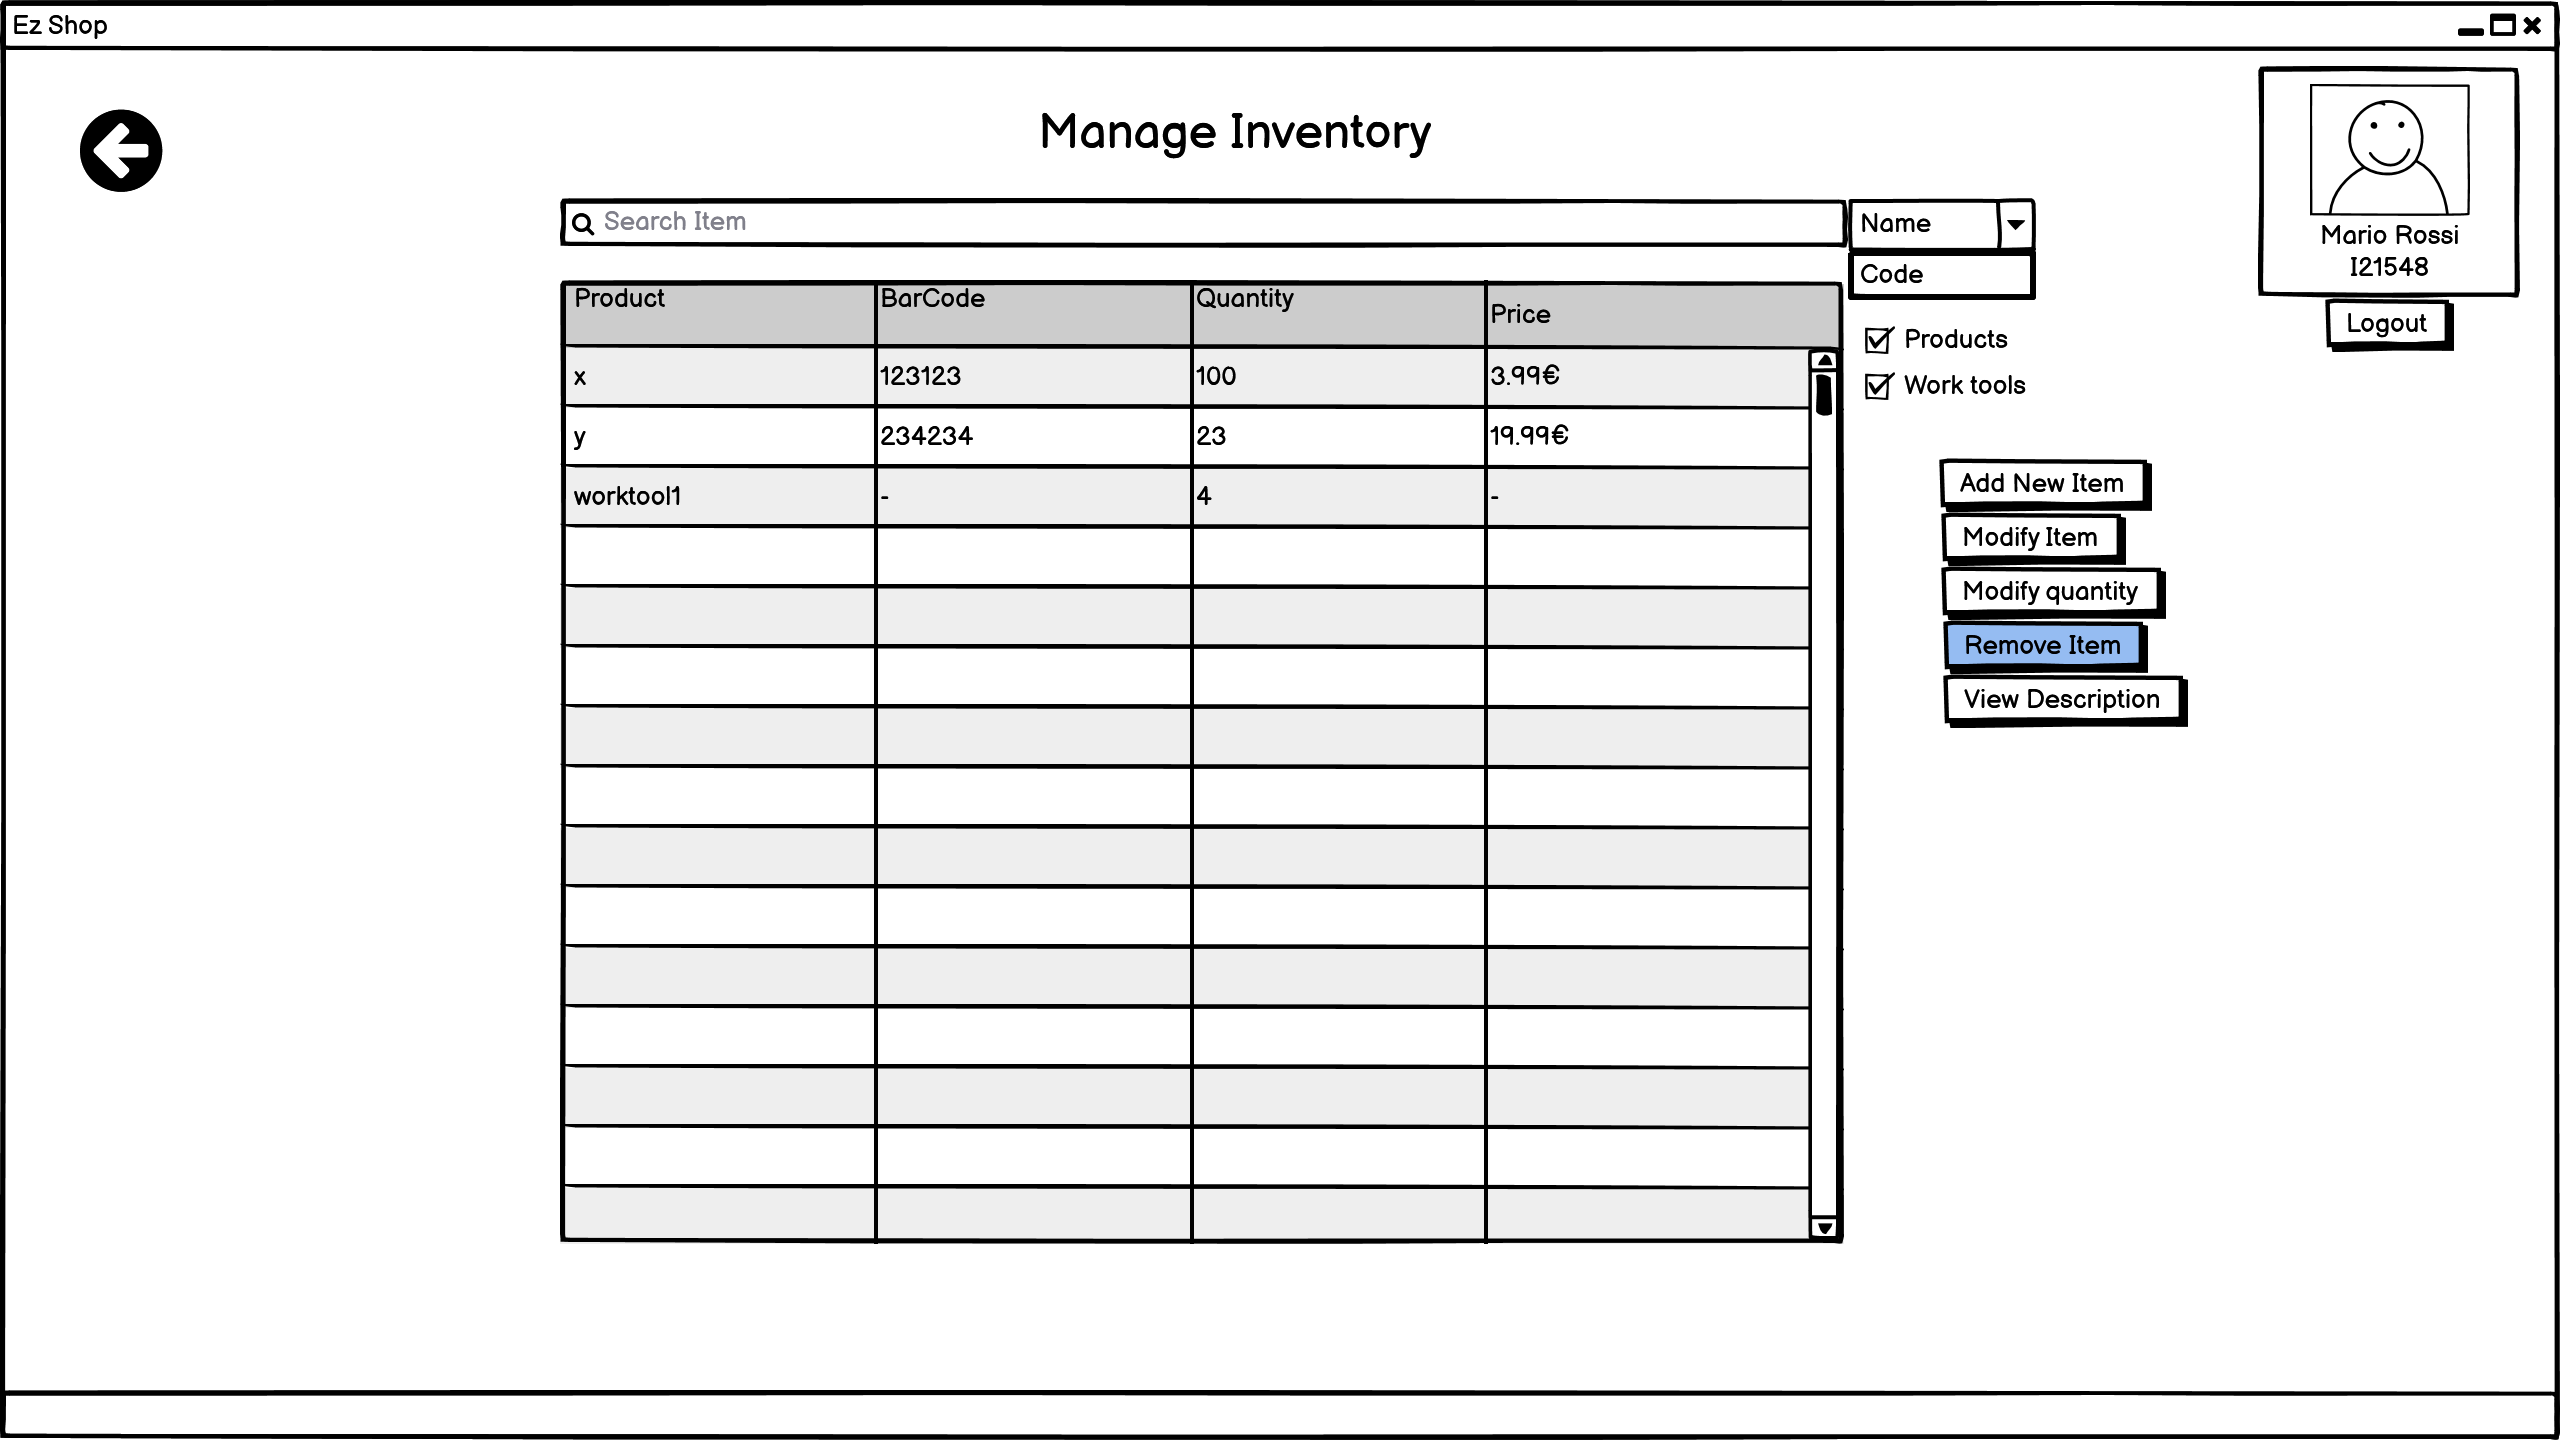 Ez Shop
Manage Inventory
Mario Rossi
I21548
Logout
Search Item
Name
Code
Products
Work tools
Product BarCode Quantity Price
x 123123 100 3.99€
y 234234 23 19.99€
worktool1 - 4 -
Add New Item
Modify Item
Modify quantity
Remove Item
View Description